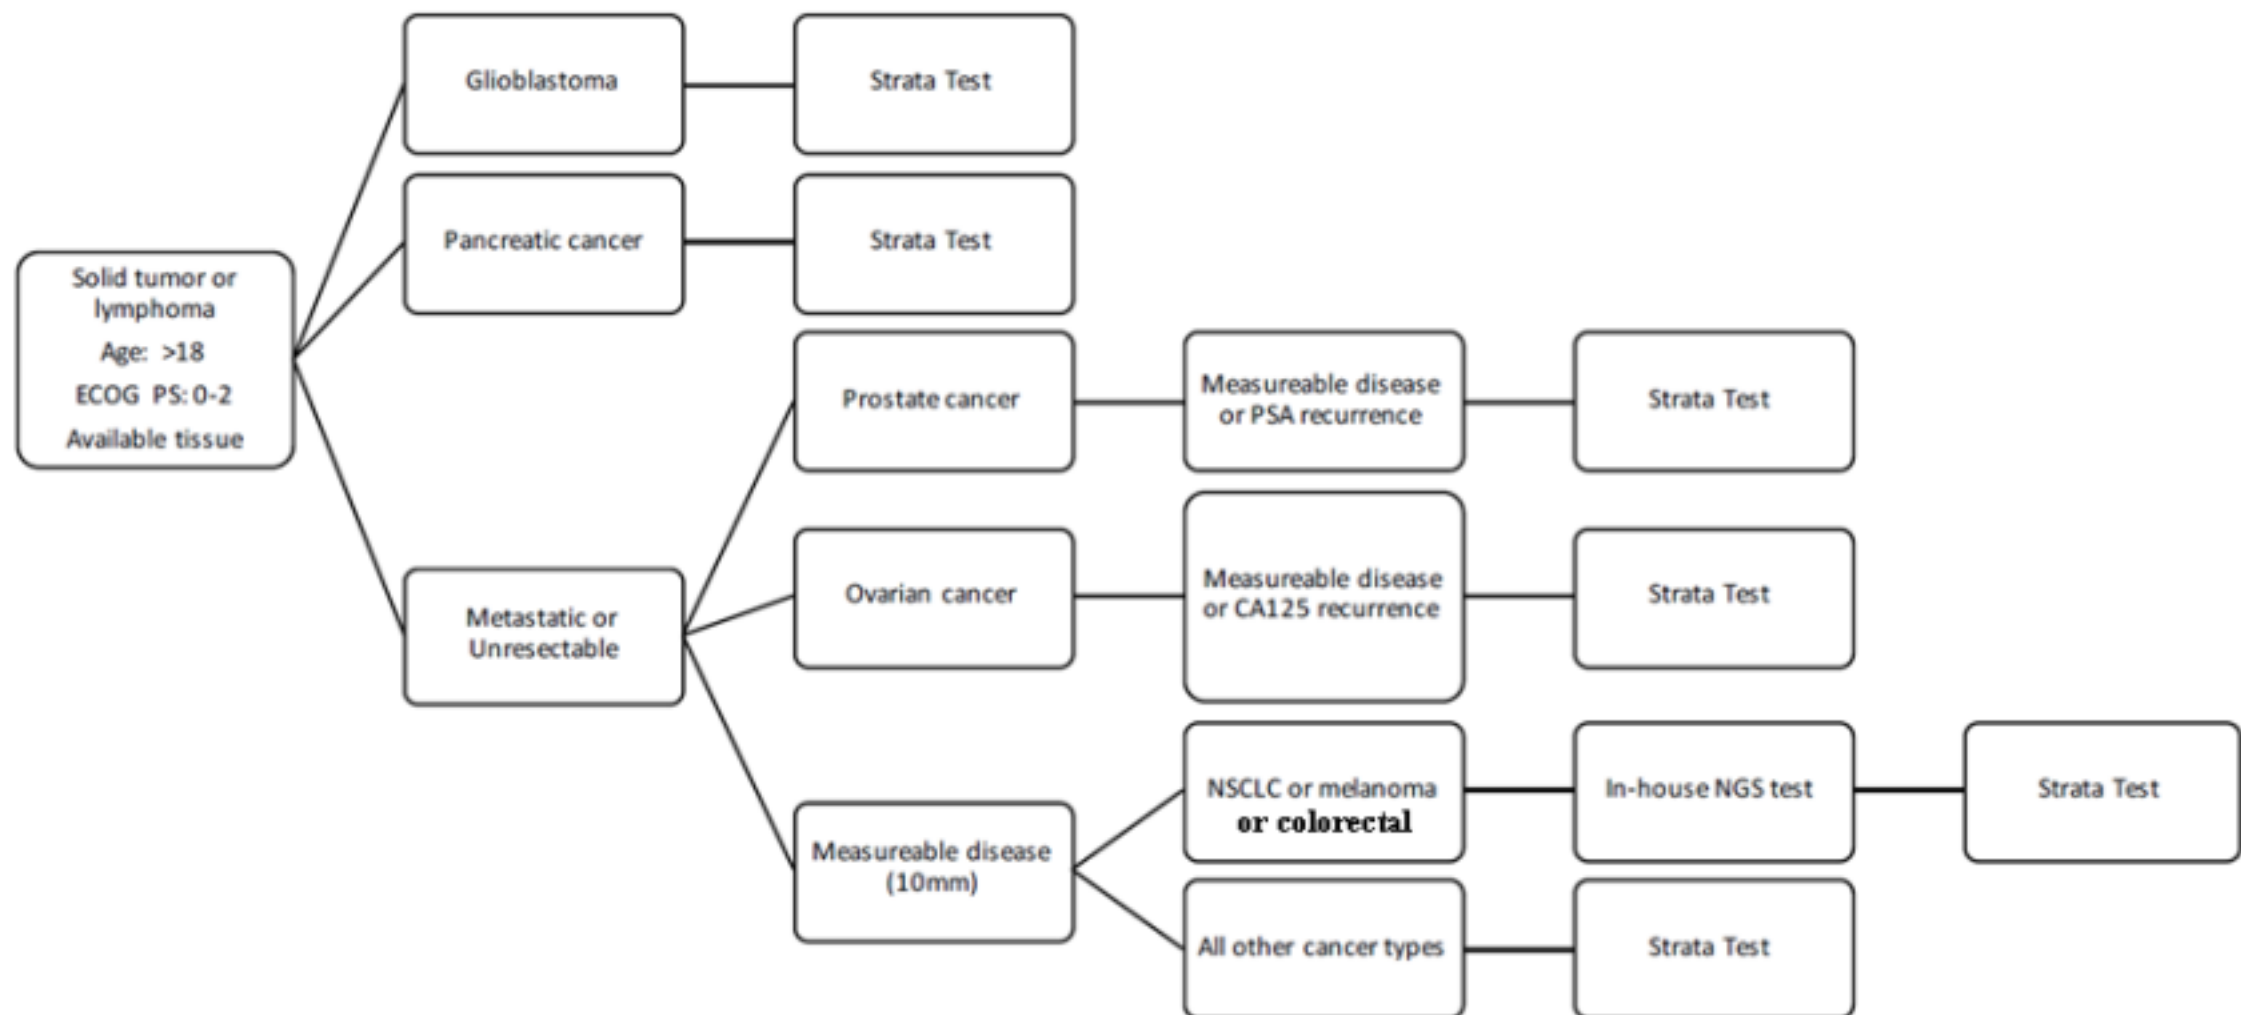 Solid tumor or
lymphoma
Age: >18
ECOG PS: 0-2
Available tissue
Glioblastoma
Strata Test
Pancreatic cancer
Strata Test
Metastatic or
Unresectable
Prostate cancer
Measureable disease
or PSA recurrence
Strata Test
Ovarian cancer
Measureable disease
or CA125 recurrence
Strata Test
Measureable disease
(10mm)
NSCLC or melanoma
or colorectal
In-house NGS test
Strata Test
All other cancer types
Strata Test